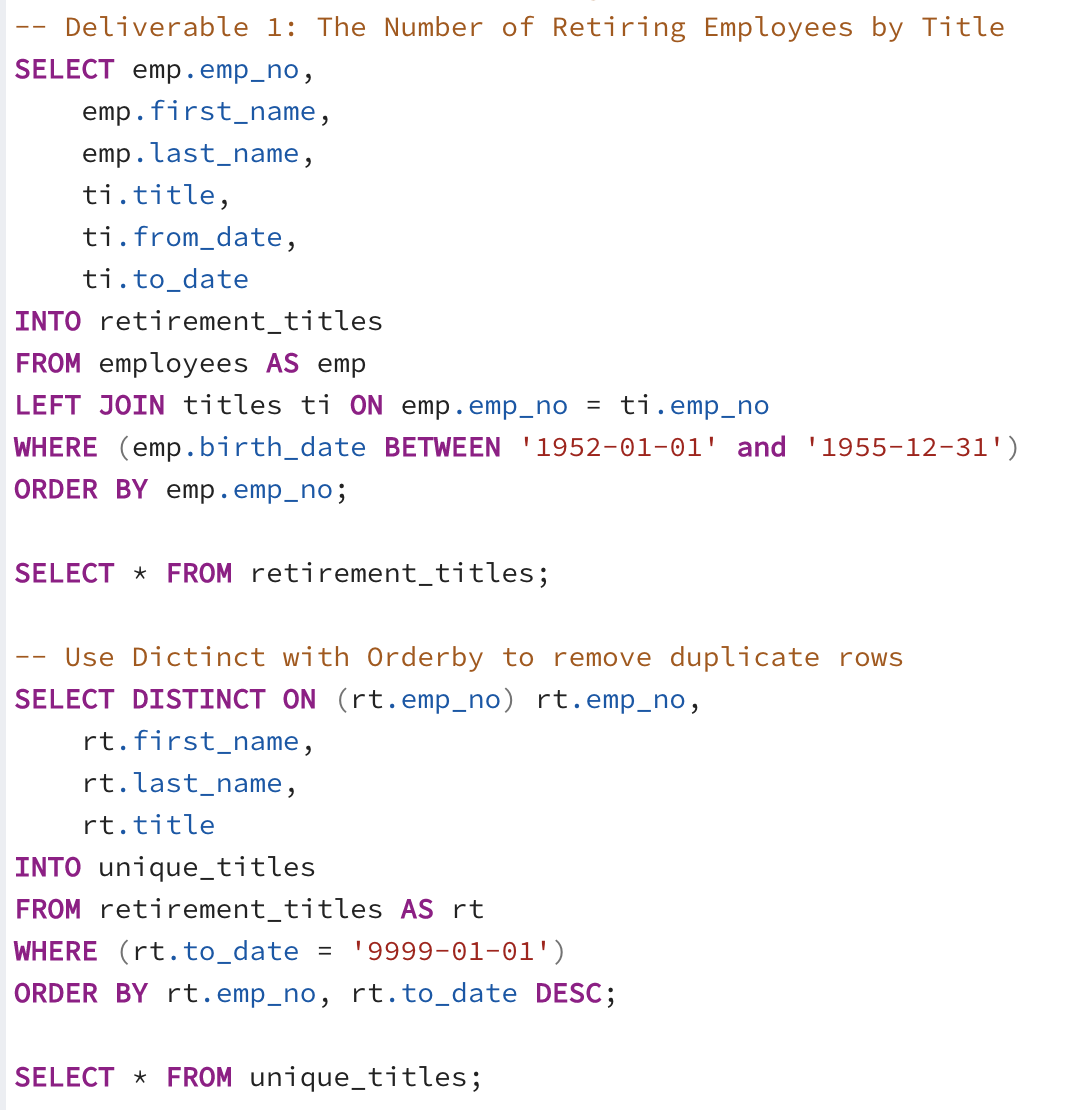 -- Deliverable 1: The Number of Retiring Employees by Title
SELECT emp.emp_no,
    emp.first_name,
    emp.last_name,
    ti.title,
    ti.from_date,
    ti.to_date
INTO retirement_titles
FROM employees AS emp
LEFT JOIN titles ti ON emp.emp_no = ti.emp_no
WHERE (emp.birth_date BETWEEN '1952-01-01' and '1955-12-31')
ORDER BY emp.emp_no;

SELECT * FROM retirement_titles;

-- Use Dictinct with Orderby to remove duplicate rows
SELECT DISTINCT ON (rt.emp_no) rt.emp_no,
    rt.first_name,
    rt.last_name,
    rt.title
INTO unique_titles
FROM retirement_titles AS rt
WHERE (rt.to_date = '9999-01-01')
ORDER BY rt.emp_no, rt.to_date DESC;

SELECT * FROM unique_titles;